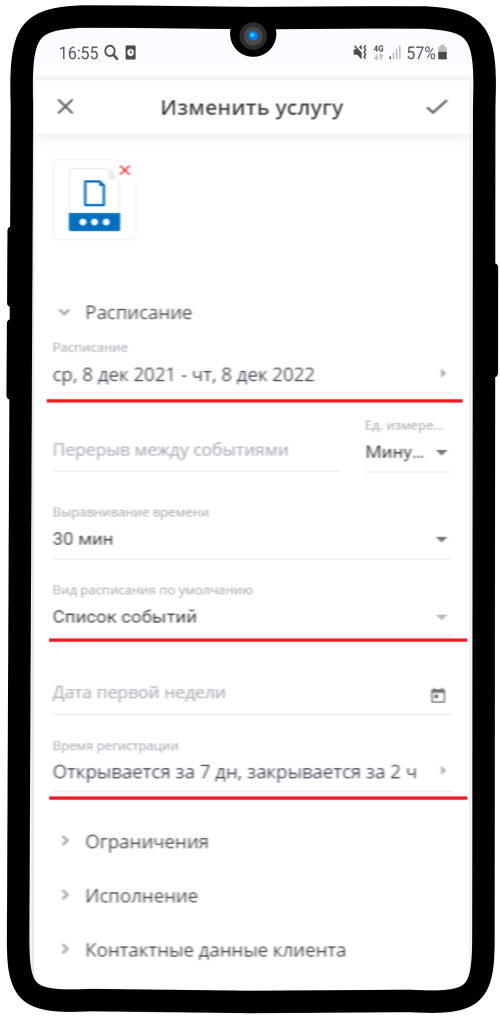 16:55
4G
57%
Изменить услугу
Расписание
Расписание
ср, 8 дек 2021 - чт, 8 дек 2022
Ед. измере...
Перерыв между событиями
Мину...
Выравнивание времени
30 мин
Вид расписания по умолчанию
Список событий
Дата первой недели
Время регистрации
Открывается за 7 дн, закрывается за 2 ч
Ограничения
Исполнение
Контактные данные клиента